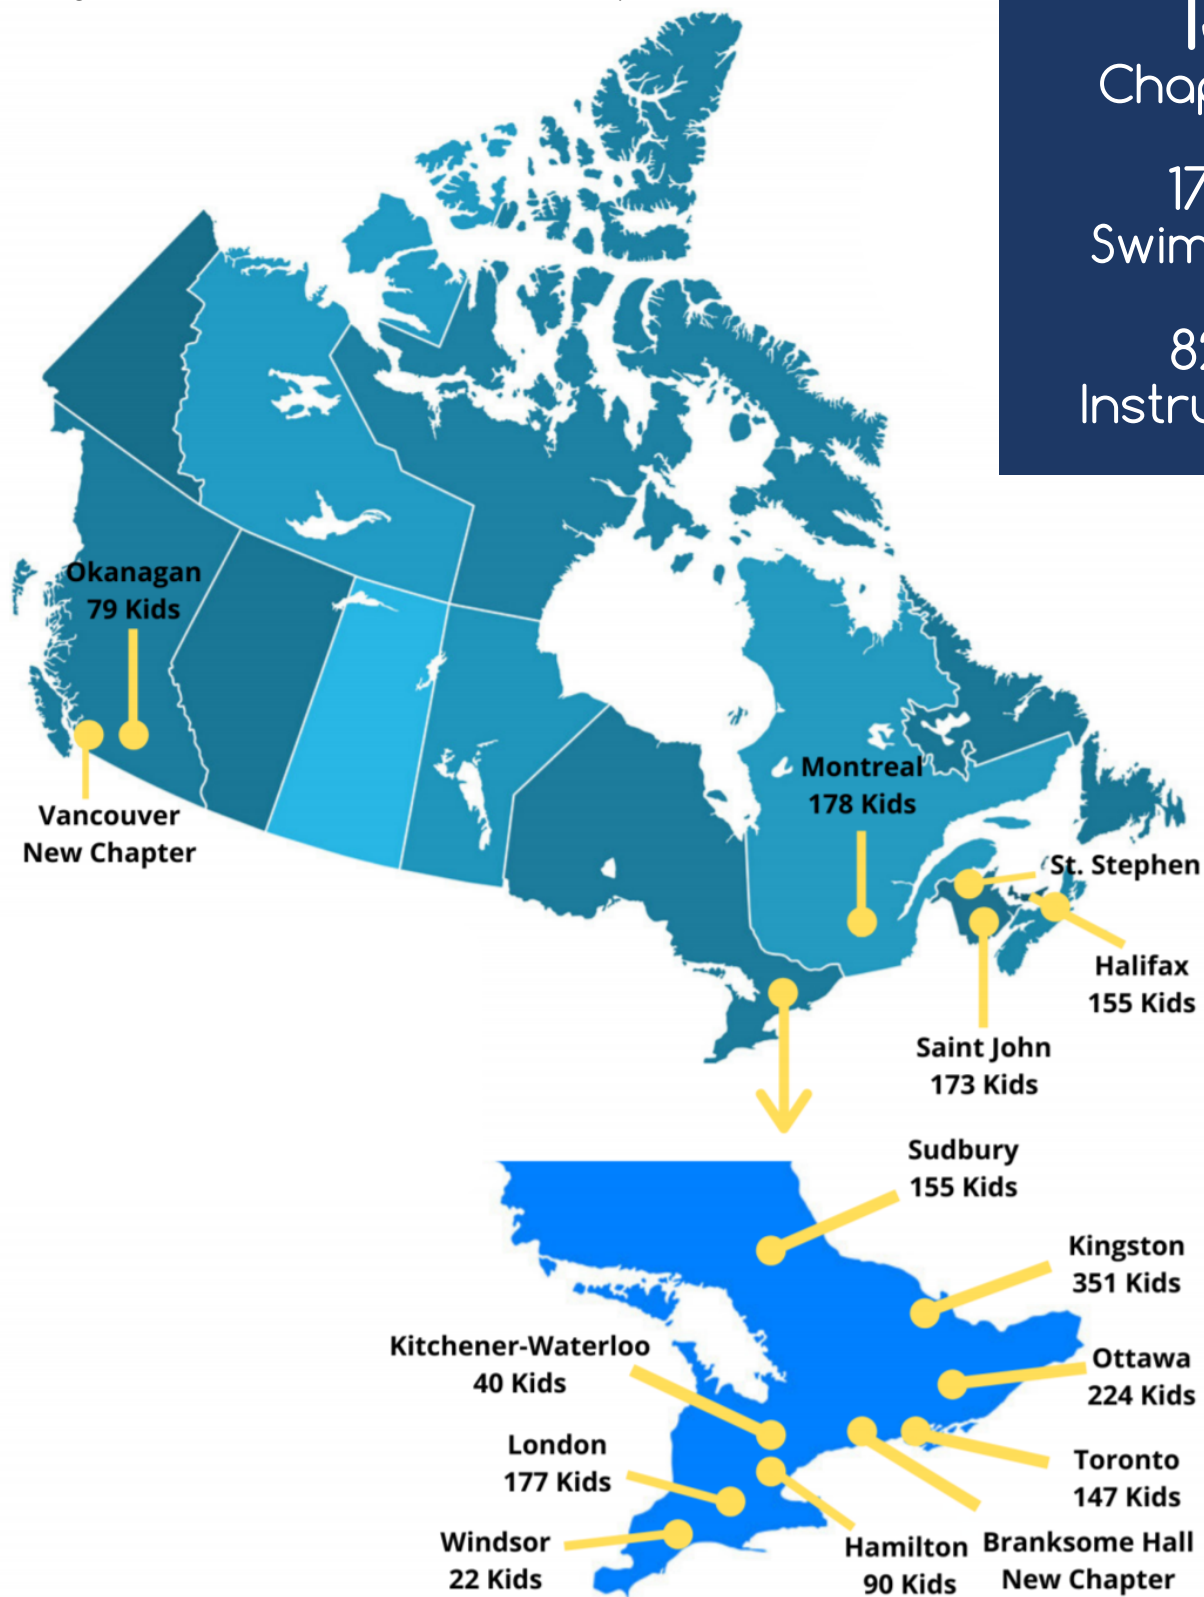 Okanagan
79 Kids
Vancouver
New Chapter
Montreal
178 Kids
St. Stephen
Halifax
155 Kids
Saint John
173 Kids
Sudbury
155 Kids
Kingston
351 Kids
Kitchener-Waterloo
40 Kids
Ottawa
224 Kids
London
177 Kids
Toronto
147 Kids
Windsor
22 Kids
Hamilton
90 Kids
Branksome Hall
New Chapter